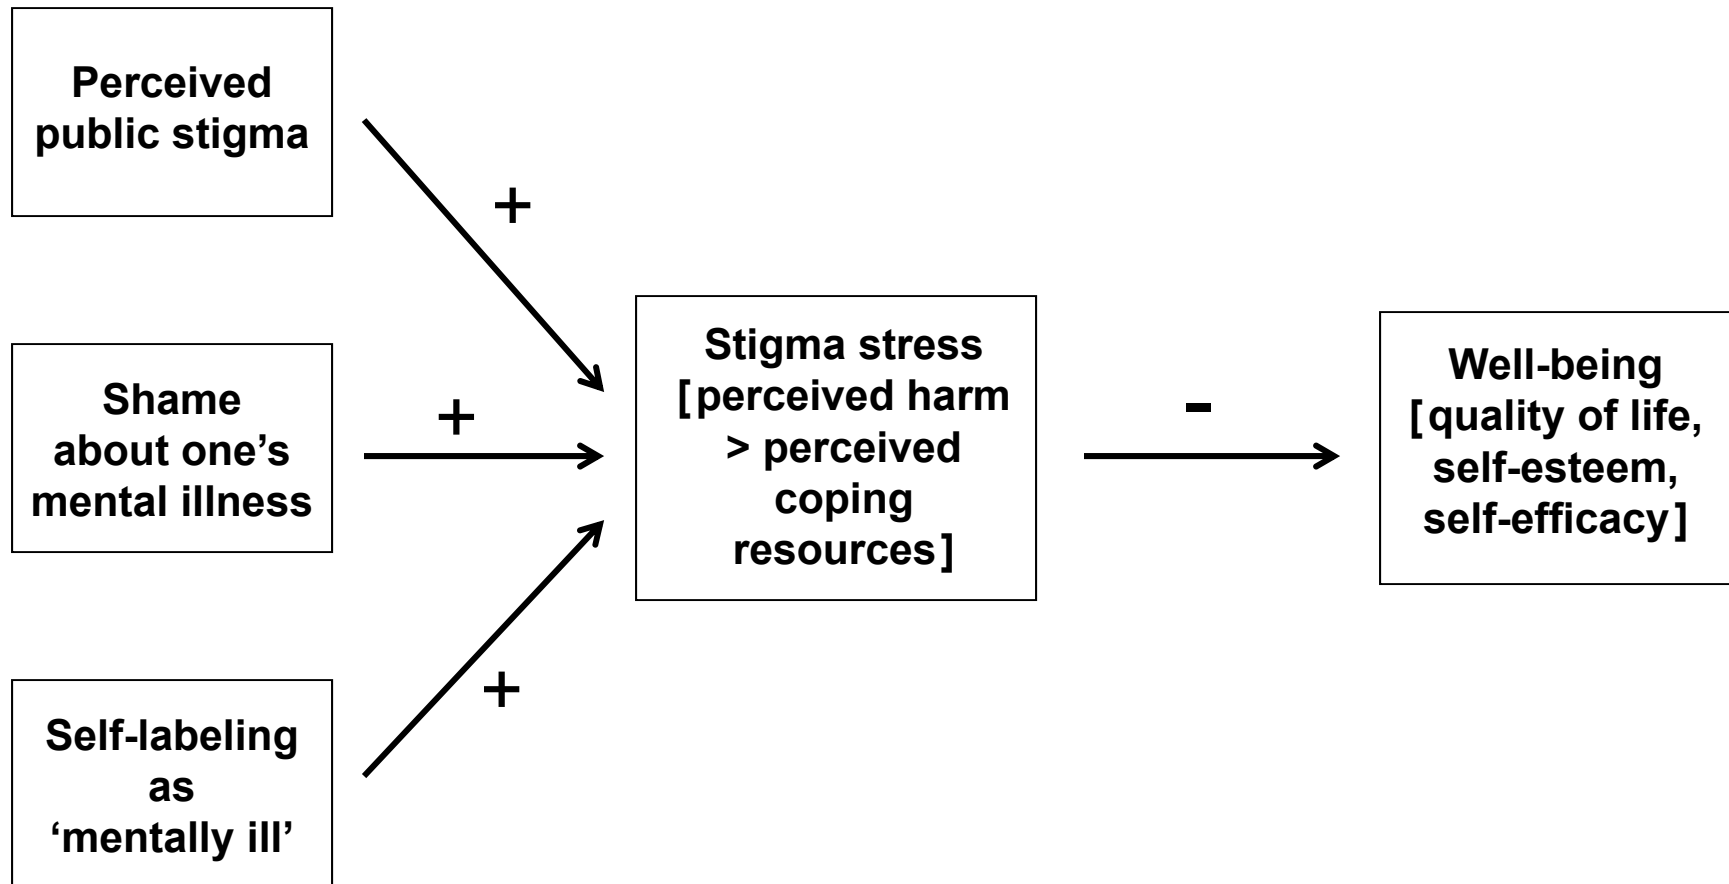 Perceived
public stigma
+
Shame
about one’s
mental illness
+
Self-labeling
as
‘mentally ill’
+
Stigma stress
[perceived harm
> perceived
coping
resources]
-
Well-being
[quality of life,
self-esteem,
self-efficacy]